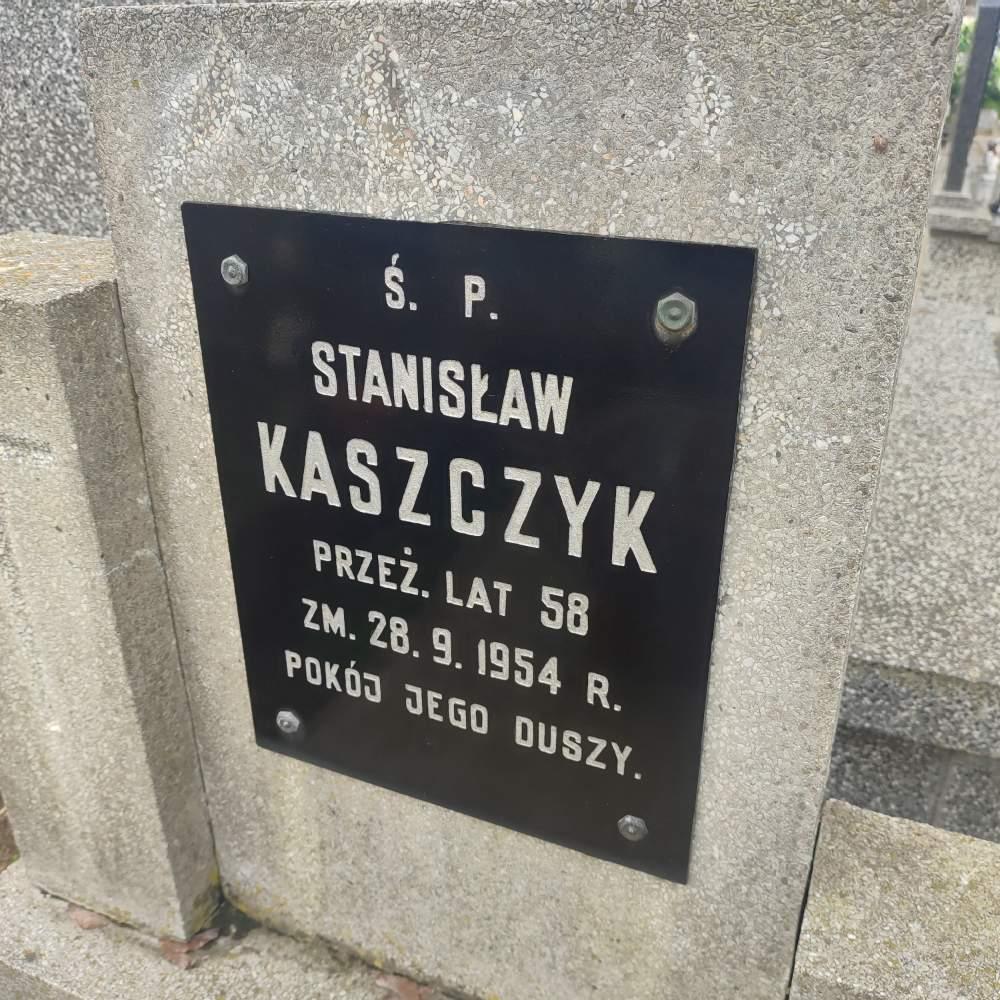 Ś. P.
STANISŁAW
KASZCZYK
PRZEŻ. LAT 58
ZM. 28. 9. 1954 R.
POKÓJ JEGO DUSZY.